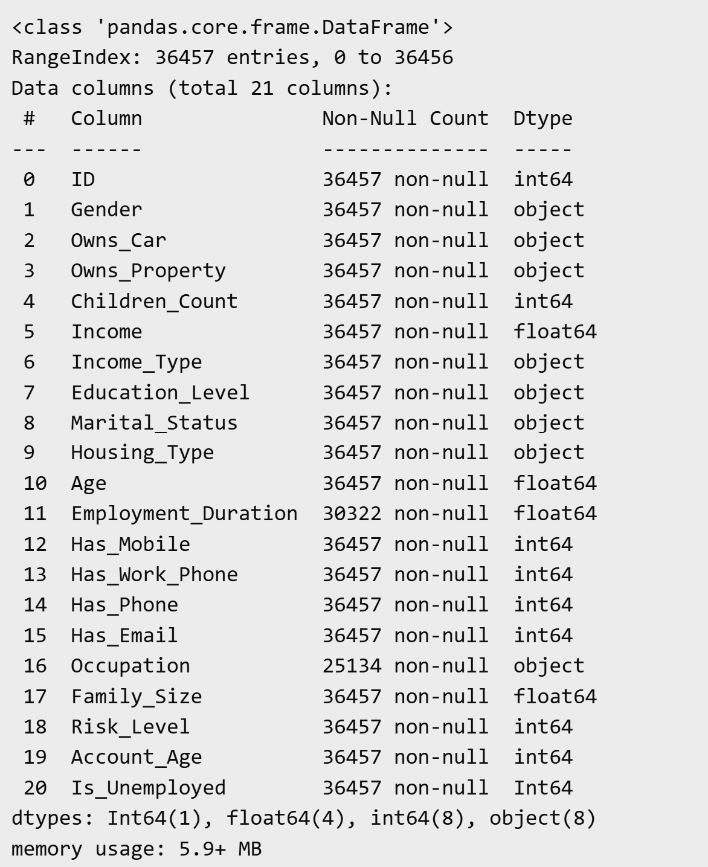 <class 'pandas.core.frame.DataFrame'>
RangeIndex: 36457 entries, 0 to 36456
Data columns (total 21 columns):
 #   Column               Non-Null Count  Dtype
---  ------               --------------  -----
 0   ID                   36457 non-null  int64
 1   Gender               36457 non-null  object
 2   Owns_Car             36457 non-null  object
 3   Owns_Property        36457 non-null  object
 4   Children_Count       36457 non-null  int64
 5   Income               36457 non-null  float64
 6   Income_Type          36457 non-null  object
 7   Education_Level      36457 non-null  object
 8   Marital_Status       36457 non-null  object
 9   Housing_Type         36457 non-null  object
 10  Age                  36457 non-null  float64
 11  Employment_Duration  30322 non-null  float64
 12  Has_Mobile           36457 non-null  int64
 13  Has_Work_Phone       36457 non-null  int64
 14  Has_Phone            36457 non-null  int64
 15  Has_Email            36457 non-null  int64
 16  Occupation           25134 non-null  object
 17  Family_Size          36457 non-null  float64
 18  Risk_Level           36457 non-null  int64
 19  Account_Age          36457 non-null  int64
 20  Is_Unemployed        36457 non-null  Int64
dtypes: Int64(1), float64(4), int64(8), object(8)
memory usage: 5.9+ MB